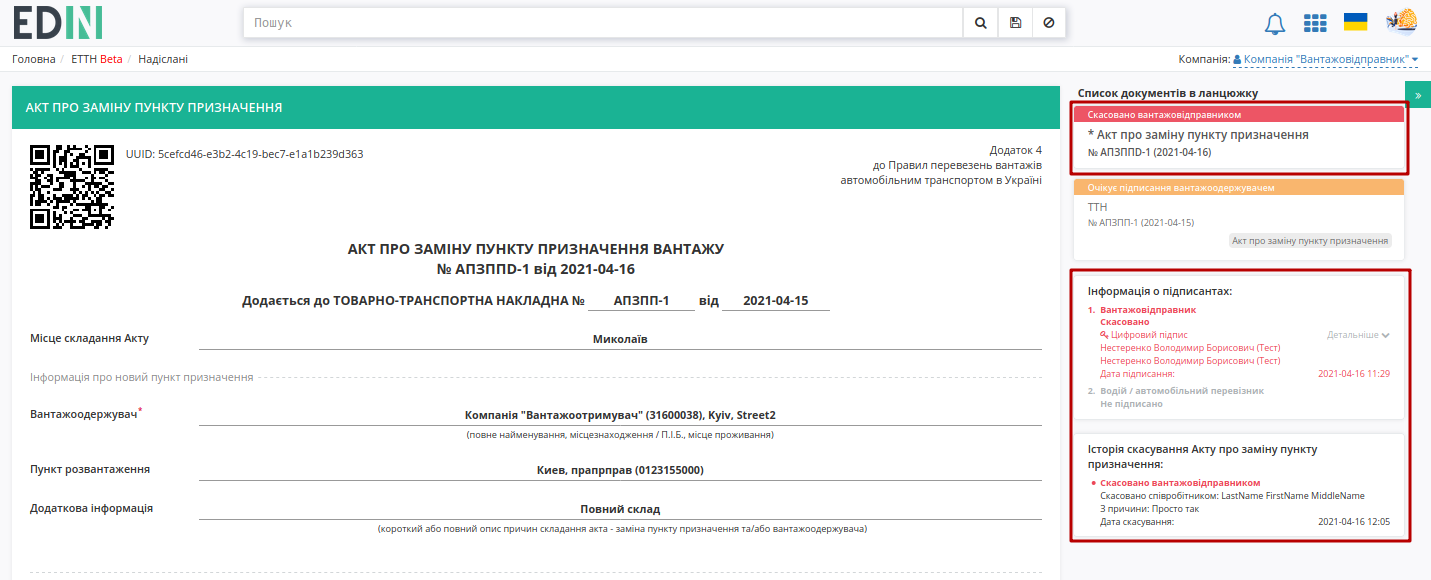 EDIN
Пошук
Головна / ЕТТН Beta / Надіслані
Компанія: Компанія "Вантажовідправник"
АКТ ПРО ЗАМІНУ ПУНКТУ ПРИЗНАЧЕННЯ
UUID: 5cefcd46-e3b2-4c19-bec7-e1a1b239d363
Додаток 4
до Правил перевезень вантажів
автомобільним транспортом в Україні
АКТ ПРО ЗАМІНУ ПУНКТУ ПРИЗНАЧЕННЯ ВАНТАЖУ
№ АПЗППD-1 від 2021-04-16
Додається до ТОВАРНО-ТРАНСПОРТНА НАКЛАДНА № АПЗПП-1 від 2021-04-15
Місце складання Акту
Миколаїв
Інформація про новий пункт призначення
Вантажоодержувач*
Компанія "Вантажоотримувач" (31600038), Kyiv, Street2
(повне найменування, місцезнаходження / П.І.Б., місце проживання)
Пункт розвантаження
Киев, прапрправ (0123155000)
Додаткова інформація
Повний склад
(короткий або повний опис причин складання акта - заміна пункту призначення та/або вантажоодержувача)
Список документів в ланцюжку
»
Скасовано вантажовідправником
* Акт про заміну пункту призначення
№ АПЗППD-1 (2021-04-16)
Очікує підписання вантажоодержувачем
ТТН
№ АПЗПП-1 (2021-04-15)
Акт про заміну пункту призначення
Інформація о підписантах:
1. Вантажовідправник
Скасовано
Цифровий підпис Детальніше
Нестеренко Володимир Борисович (Тест)
Нестеренко Володимир Борисович (Тест)
Дата підписання: 2021-04-16 11:29
2. Водій / автомобільний перевізник
Не підписано
Історія скасування Акту про заміну пункту
призначення:
Скасовано вантажовідправником
Скасовано співробітником: LastName FirstName MiddleName
З причини: Просто так
Дата скасування: 2021-04-16 12:05